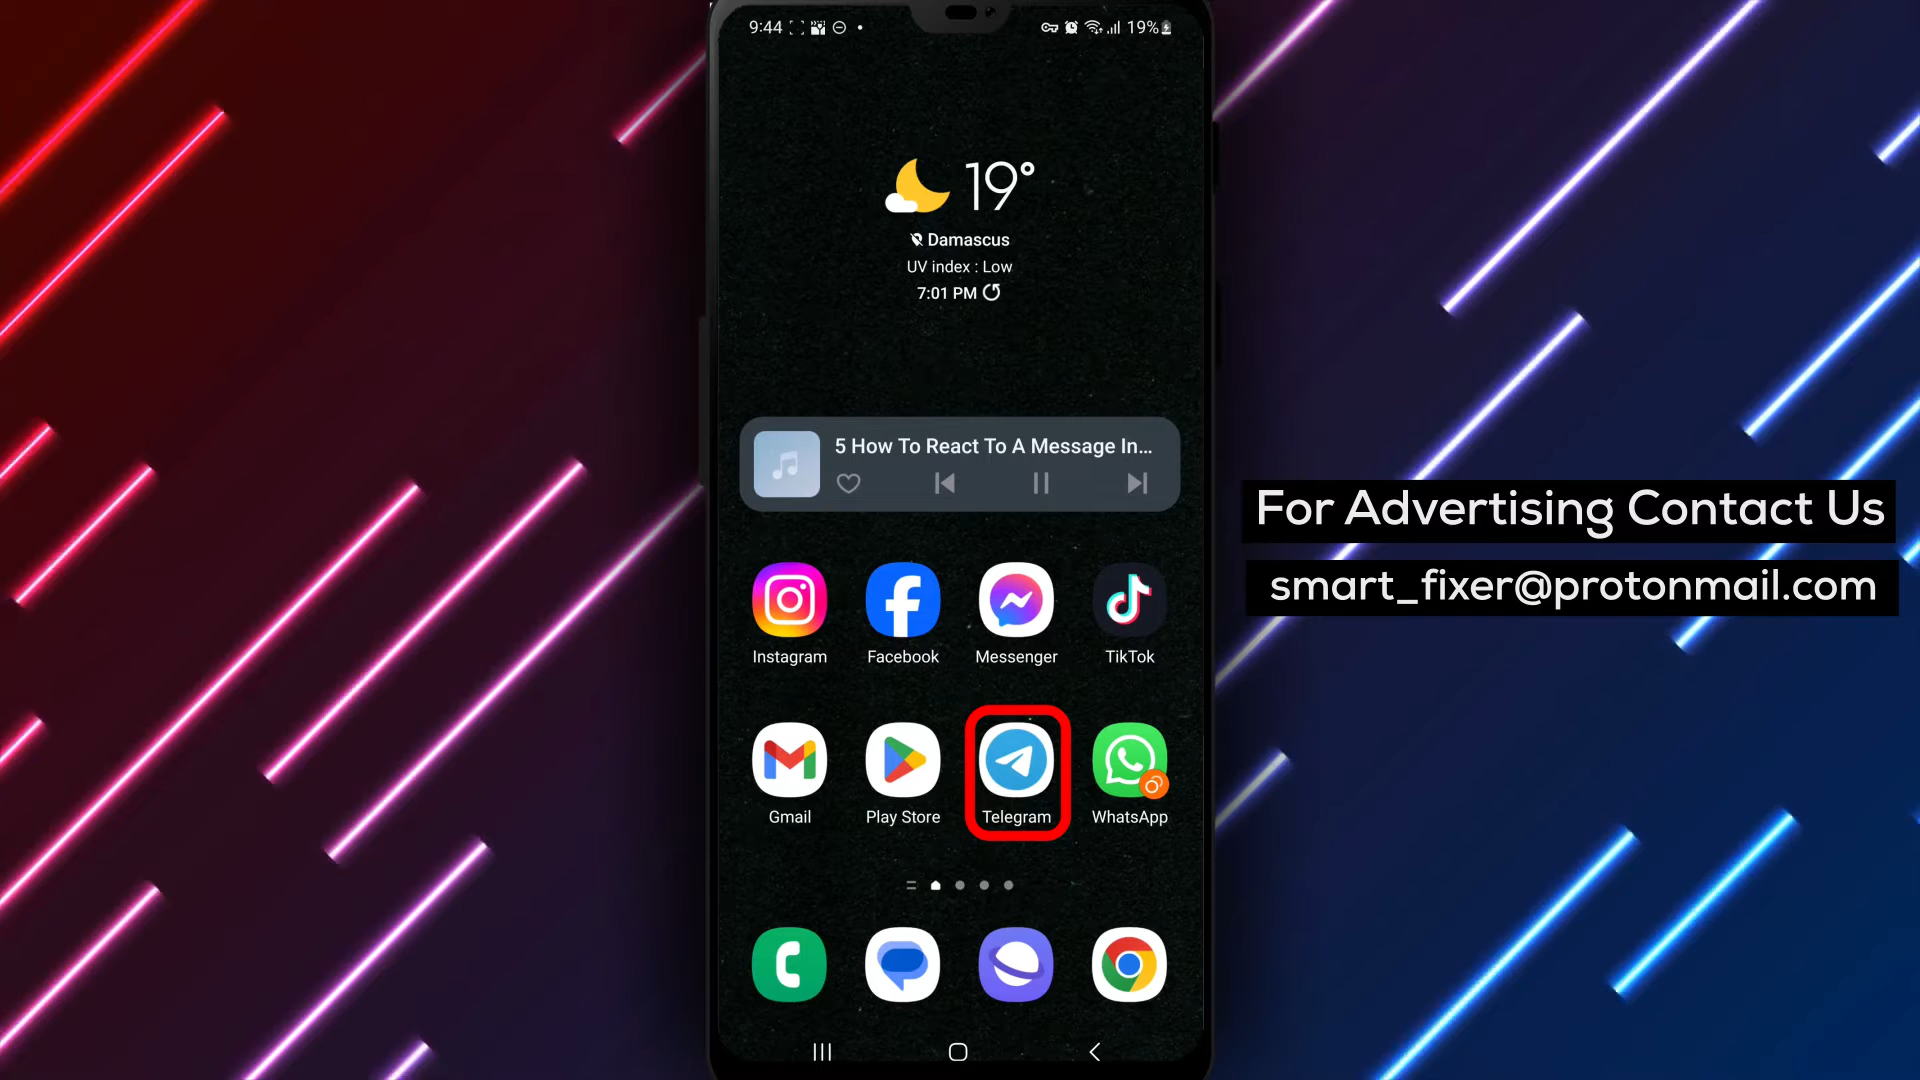 9:44
19%
19°
Damascus
UV index : Low
7:01 PM
5 How To React To A Message In...
For Advertising Contact Us
smart_fixer@protonmail.com
Instagram
Facebook
Messenger
TikTok
Gmail
Play Store
Telegram
WhatsApp